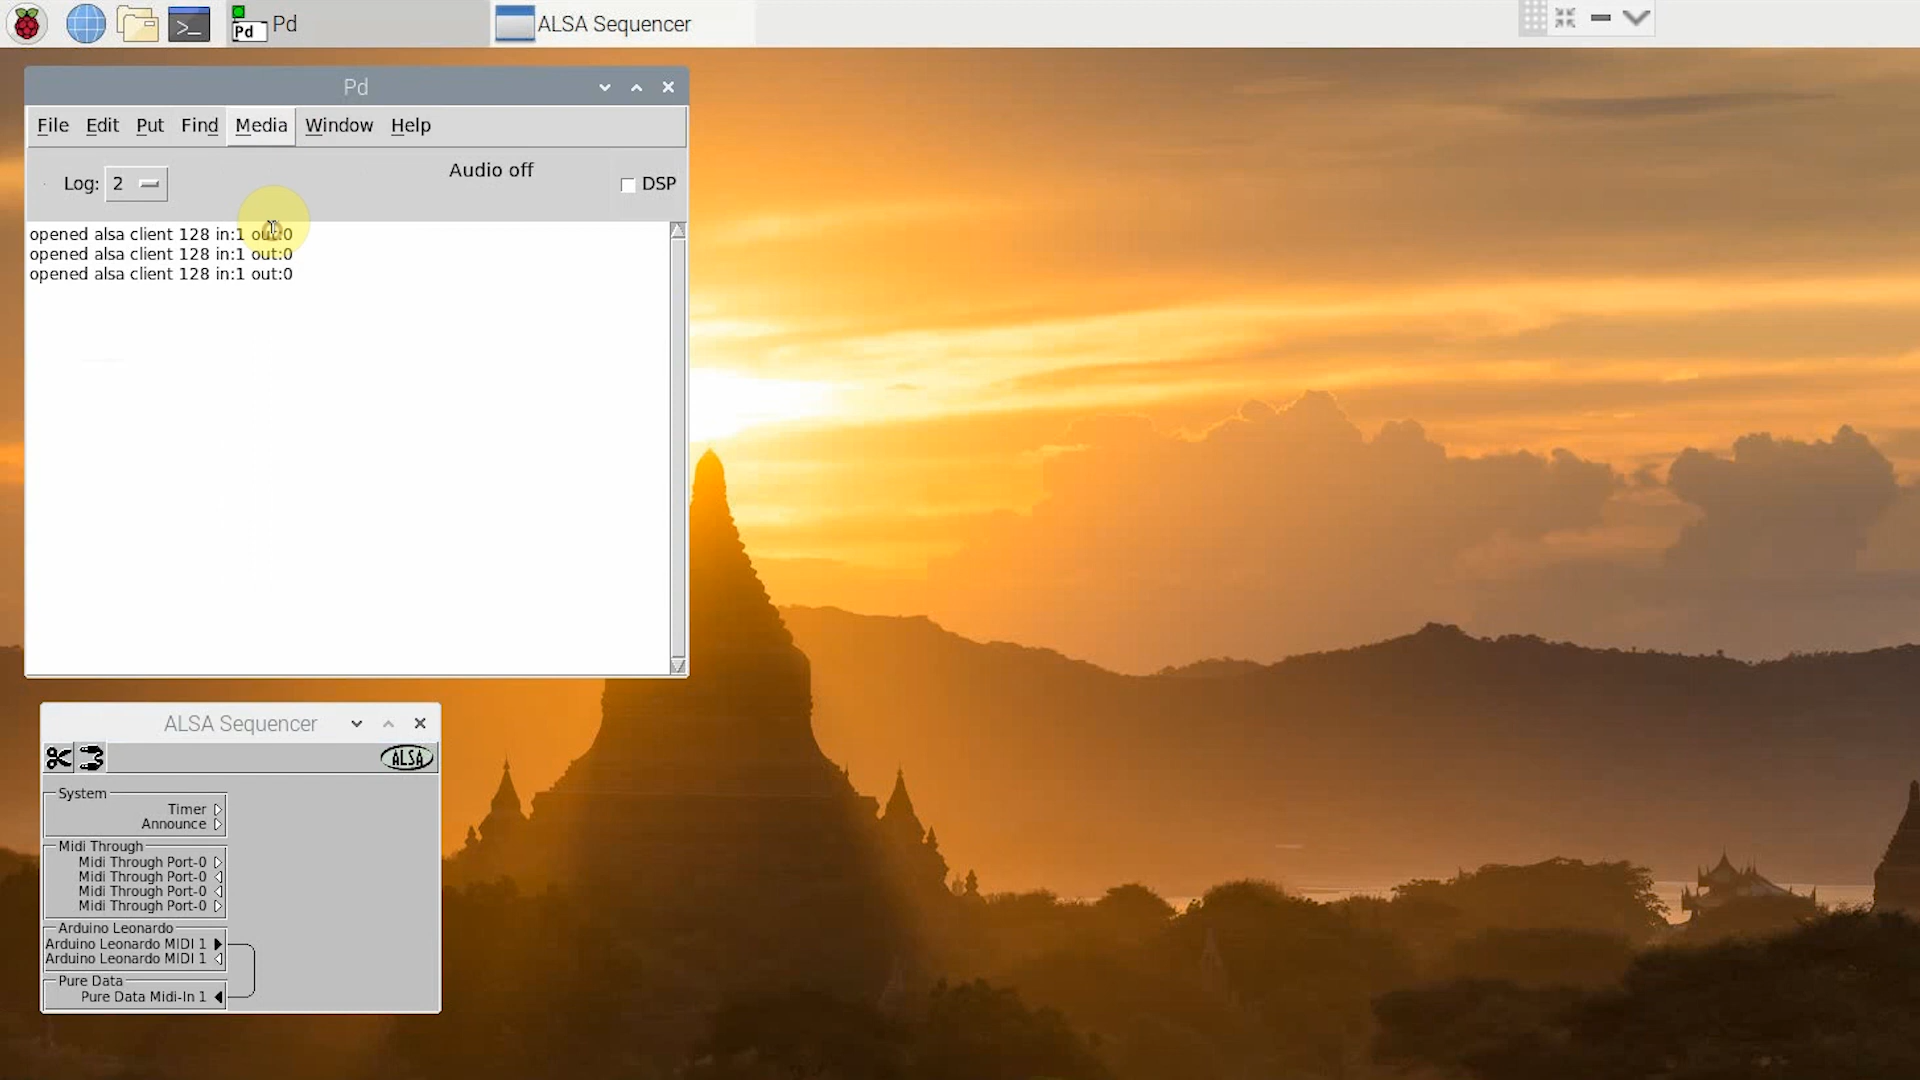 Pd
Pd
ALSA Sequencer
Pd
File Edit Put Find Media Window Help
Audio off
Log: 2
DSP
opened alsa client 128 in:1 out:0
opened alsa client 128 in:1 out:0
opened alsa client 128 in:1 out:0
ALSA Sequencer
ALSA
System
Timer
Announce
Midi Through
Midi Through Port-0
Midi Through Port-0
Midi Through Port-0
Midi Through Port-0
Arduino Leonardo
Arduino Leonardo MIDI 1
Arduino Leonardo MIDI 1
Pure Data
Pure Data Midi-In 1